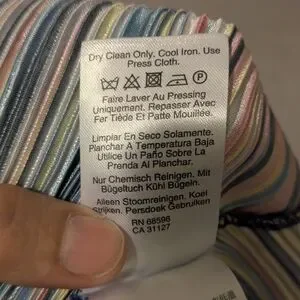 Dry Clean Only. Cool Iron. Use
Press Cloth.
P
Faire Laver Au Pressing
Uniquement. Repasser Avec
Fer Tiède Et Patte Mouillée.
Limpiar En Seco Solamente.
Planchar A Temperatura Baja
Utilice Un Paño Sobre La
Prenda Al Planchar.
Nur Chemisch Reinigen. Mit
Bügeltuch Kühl Bügeln.
Alleen Stoomreinigen. Koel
Strijken. Persdoek Gebruiken
RN 68596
CA 31127